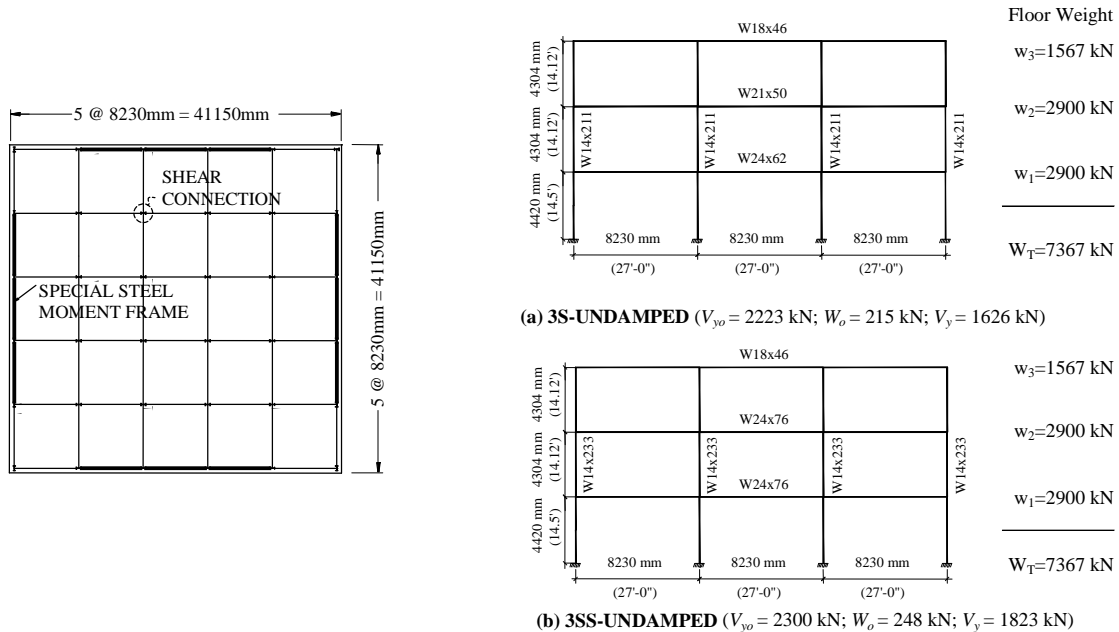 5 @ 8230mm = 41150mm
SHEAR
CONNECTION
SPECIAL STEEL
MOMENT FRAME
5 @ 8230mm = 41150mm
Floor Weight
W18x46
w3=1567 kN
4304 mm
(14.12')
W21x50
w2=2900 kN
4304 mm
(14.12')
W14x211
W14x211
W14x211
W14x211
W24x62
w1=2900 kN
4420 mm
(14.5')
8230 mm
8230 mm
8230 mm
WT=7367 kN
(27'-0")
(27'-0")
(27'-0")
(a) 3S-UNDAMPED (Vyo = 2223 kN; Wo = 215 kN; Vy = 1626 kN)
W18x46
w3=1567 kN
4304 mm
(14.12')
W24x76
w2=2900 kN
4304 mm
(14.12')
W14x233
W14x233
W14x233
W14x233
W24x76
w1=2900 kN
4420 mm
(14.5')
8230 mm
8230 mm
8230 mm
WT=7367 kN
(27'-0")
(27'-0")
(27'-0")
(b) 3SS-UNDAMPED (Vyo = 2300 kN; Wo = 248 kN; Vy = 1823 kN)